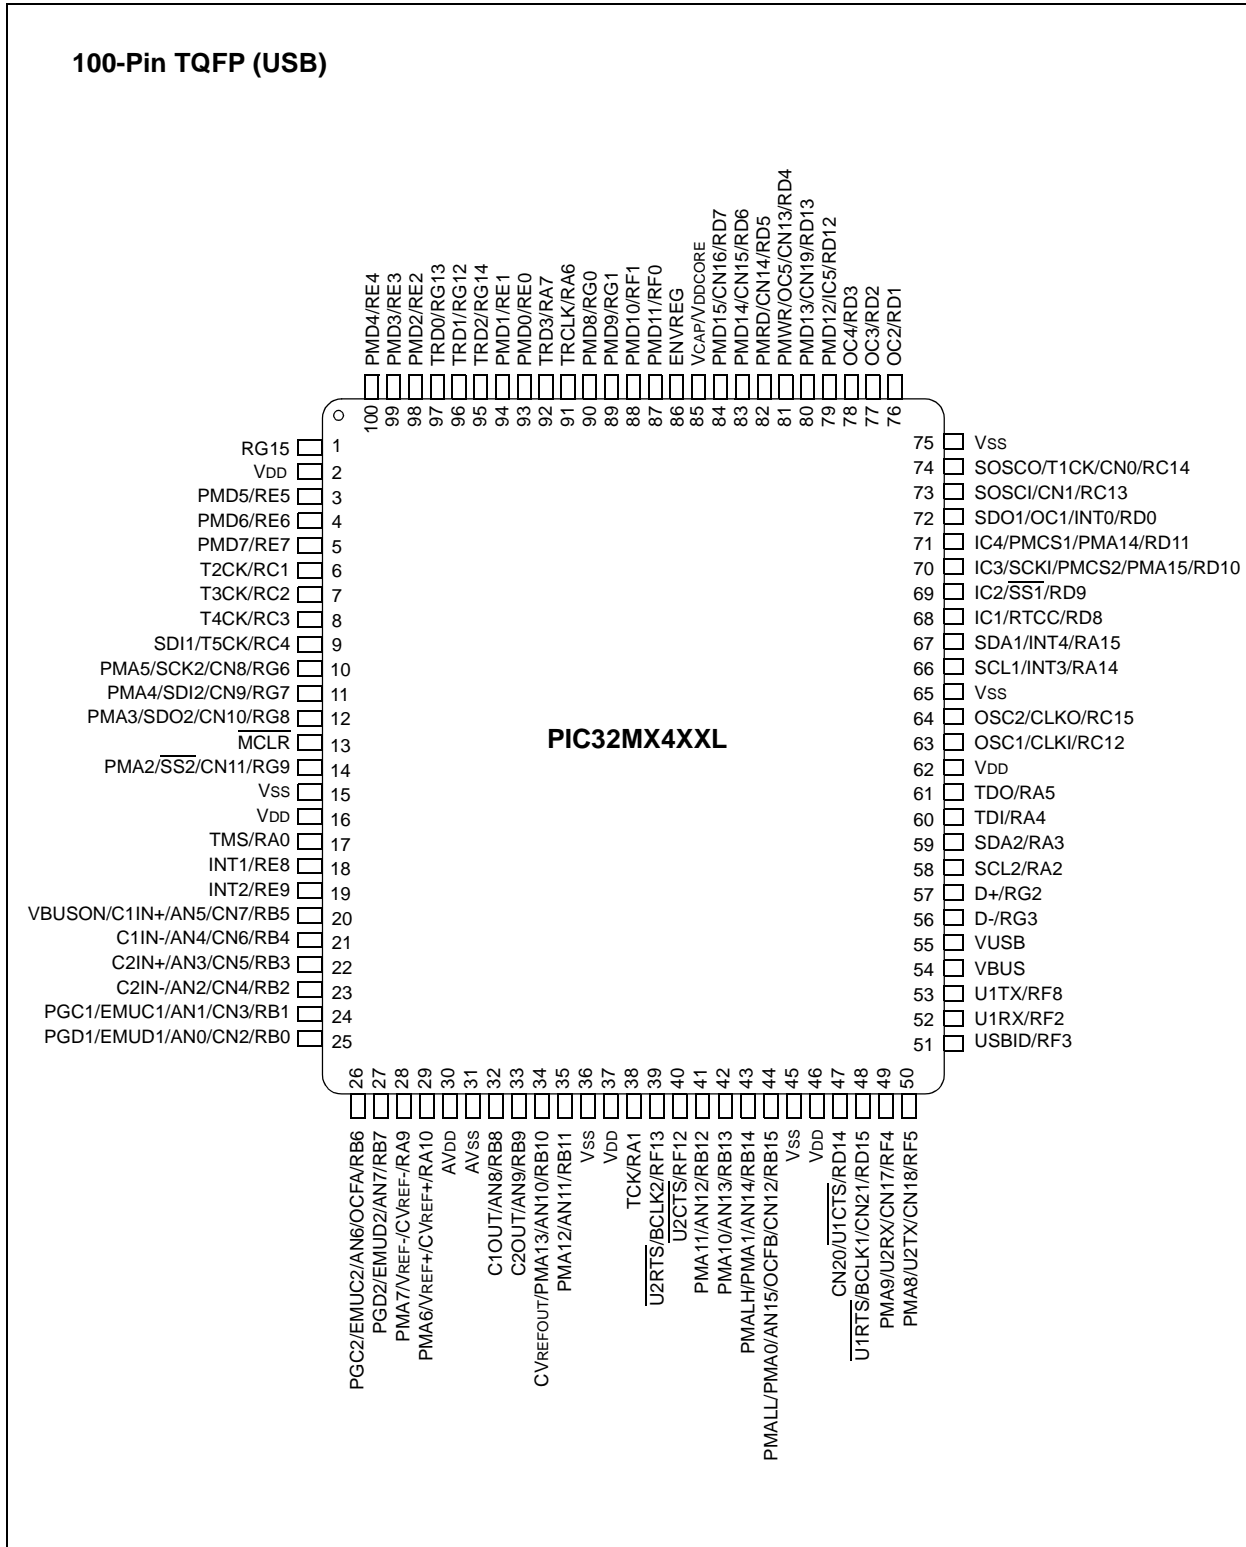 100-Pin TQFP (USB)
PMD4/RE4
PMD3/RE3
PMD2/RE2
TRD0/RG13
TRD1/RG12
TRD2/RG14
PMD1/RE1
PMD0/RE0
TRD3/RA7
TRCLK/RA6
PMD8/RG0
PMD9/RG1
PMD10/RF1
PMD11/RF0
ENVREG
VCAP/VDDCORE
PMD15/CN16/RD7
PMD14/CN15/RD6
PMRD/CN14/RD5
PMWR/OC5/CN13/RD4
PMD13/CN19/RD13
PMD12/IC5/RD12
OC4/RD3
OC3/RD2
OC2/RD1
100 99 98 97 96 95 94 93 92 91 90 89 88 87 86 85 84 83 82 81 80 79 78 77 76
RG15 1
VDD 2
PMD5/RE5 3
PMD6/RE6 4
PMD7/RE7 5
T2CK/RC1 6
T3CK/RC2 7
T4CK/RC3 8
SDI1/T5CK/RC4 9
PMA5/SCK2/CN8/RG6 10
PMA4/SDI2/CN9/RG7 11
PMA3/SDO2/CN10/RG8 12
MCLR 13
PMA2/SS2/CN11/RG9 14
VSS 15
VDD 16
TMS/RA0 17
INT1/RE8 18
INT2/RE9 19
VBUSON/C1IN+/AN5/CN7/RB5 20
C1IN-/AN4/CN6/RB4 21
C2IN+/AN3/CN5/RB3 22
C2IN-/AN2/CN4/RB2 23
PGC1/EMUC1/AN1/CN3/RB1 24
PGD1/EMUD1/AN0/CN2/RB0 25
PIC32MX4XXL
75 VSS
74 SOSCO/T1CK/CN0/RC14
73 SOSCI/CN1/RC13
72 SDO1/OC1/INT0/RD0
71 IC4/PMCS1/PMA14/RD11
70 IC3/SCKI/PMCS2/PMA15/RD10
69 IC2/SS1/RD9
68 IC1/RTCC/RD8
67 SDA1/INT4/RA15
66 SCL1/INT3/RA14
65 VSS
64 OSC2/CLKO/RC15
63 OSC1/CLKI/RC12
62 VDD
61 TDO/RA5
60 TDI/RA4
59 SDA2/RA3
58 SCL2/RA2
57 D+/RG2
56 D-/RG3
55 VUSB
54 VBUS
53 U1TX/RF8
52 U1RX/RF2
51 USBID/RF3
26 27 28 29 30 31 32 33 34 35 36 37 38 39 40 41 42 43 44 45 46 47 48 49 50
PGC2/EMUC2/AN6/OCFA/RB6
PGD2/EMUD2/AN7/RB7
PMA7/VREF-/CVREF-/RA9
PMA6/VREF+/CVREF+/RA10
AVDD
AVSS
C1OUT/AN8/RB8
C2OUT/AN9/RB9
CVREFOUT/PMA13/AN10/RB10
PMA12/AN11/RB11
VSS
VDD
TCK/RA1
U2RTS/BCLK2/RF13
U2CTS/RF12
PMA11/AN12/RB12
PMA10/AN13/RB13
PMALH/PMA1/AN14/RB14
PMALL/PMA0/AN15/OCFB/CN12/RB15
VSS
VDD
CN20/U1CTS/RD14
U1RTS/BCLK1/CN21/RD15
PMA9/U2RX/CN17/RF4
PMA8/U2TX/CN18/RF5